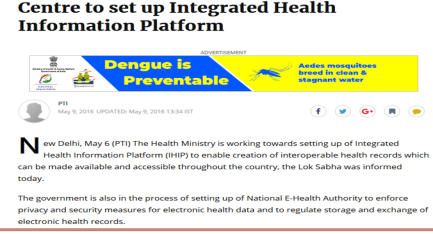 Centre to set up Integrated Health
Information Platform
ADVERTISEMENT
Dengue is
Preventable
Aedes mosquitoes
breed in clean &
stagnant water
PTI
May 9, 2016 UPDATED: May 9, 2016 13:34 IST
New Delhi, May 6 (PTI) The Health Ministry is working towards setting up of Integrated
Health Information Platform (IHIP) to enable creation of interoperable health records which
can be made available and accessible throughout the country, the Lok Sabha was informed
today.
The government is also in the process of setting up of National E-Health Authority to enforce
privacy and security measures for electronic health data and to regulate storage and exchange of
electronic health records.